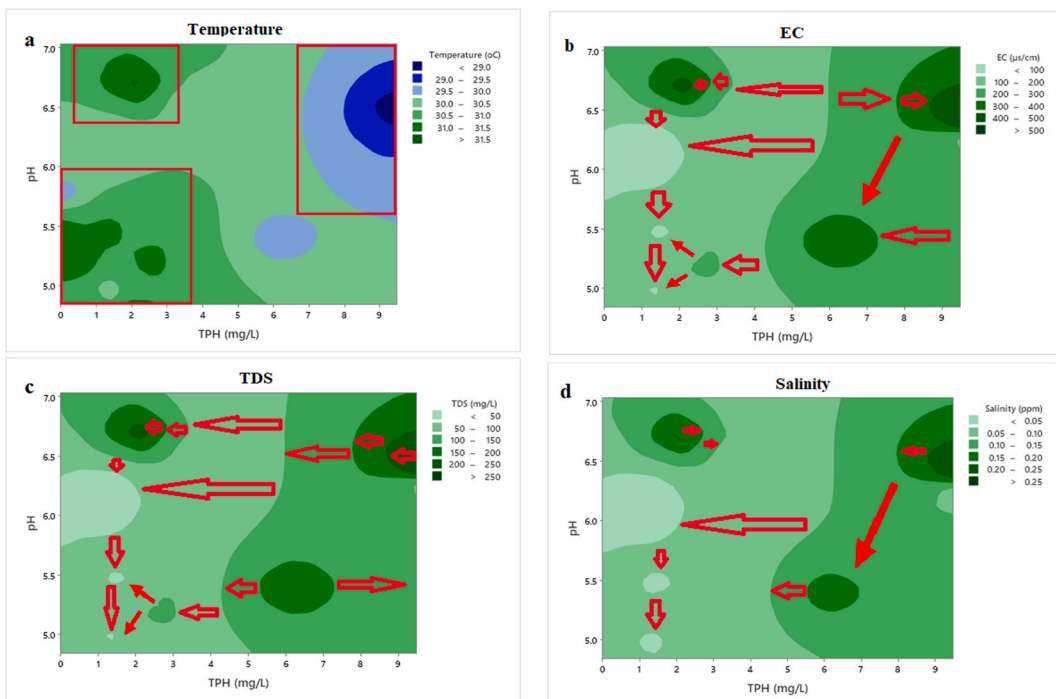 a
Temperature
7.0
6.5
6.0
5.5
5.0
pH
0 1 2 3 4 5 6 7 8 9
TPH (mg/L)
Temperature (oC)
< 29.0
29.0 – 29.5
29.5 – 30.0
30.0 – 30.5
30.5 – 31.0
31.0 – 31.5
> 31.5
b
EC
7.0
6.5
6.0
5.5
5.0
pH
0 1 2 3 4 5 6 7 8 9
TPH (mg/L)
EC (µs/cm)
< 100
100 – 200
200 – 300
300 – 400
400 – 500
> 500
c
TDS
7.0
6.5
6.0
5.5
5.0
pH
0 1 2 3 4 5 6 7 8 9
TPH (mg/L)
TDS (mg/L)
< 50
50 – 100
100 – 150
150 – 200
200 – 250
> 250
d
Salinity
7.0
6.5
6.0
5.5
5.0
pH
0 1 2 3 4 5 6 7 8 9
TPH (mg/L)
Salinity (ppm)
< 0.05
0.05 – 0.10
0.10 – 0.15
0.15 – 0.20
0.20 – 0.25
> 0.25